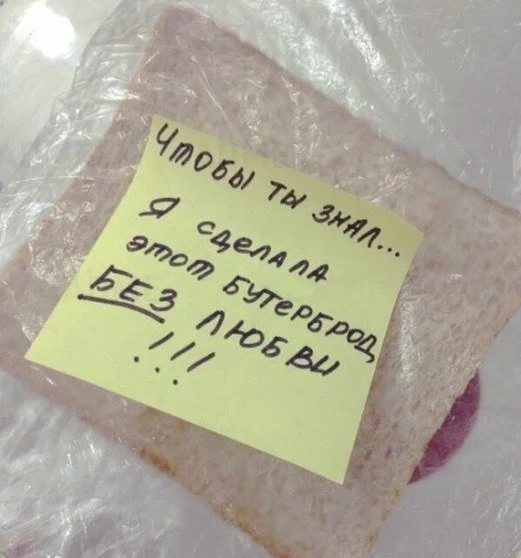 Чтобы ты знал...
Я сделала
этот бутерброд
БЕЗ любви
!!!